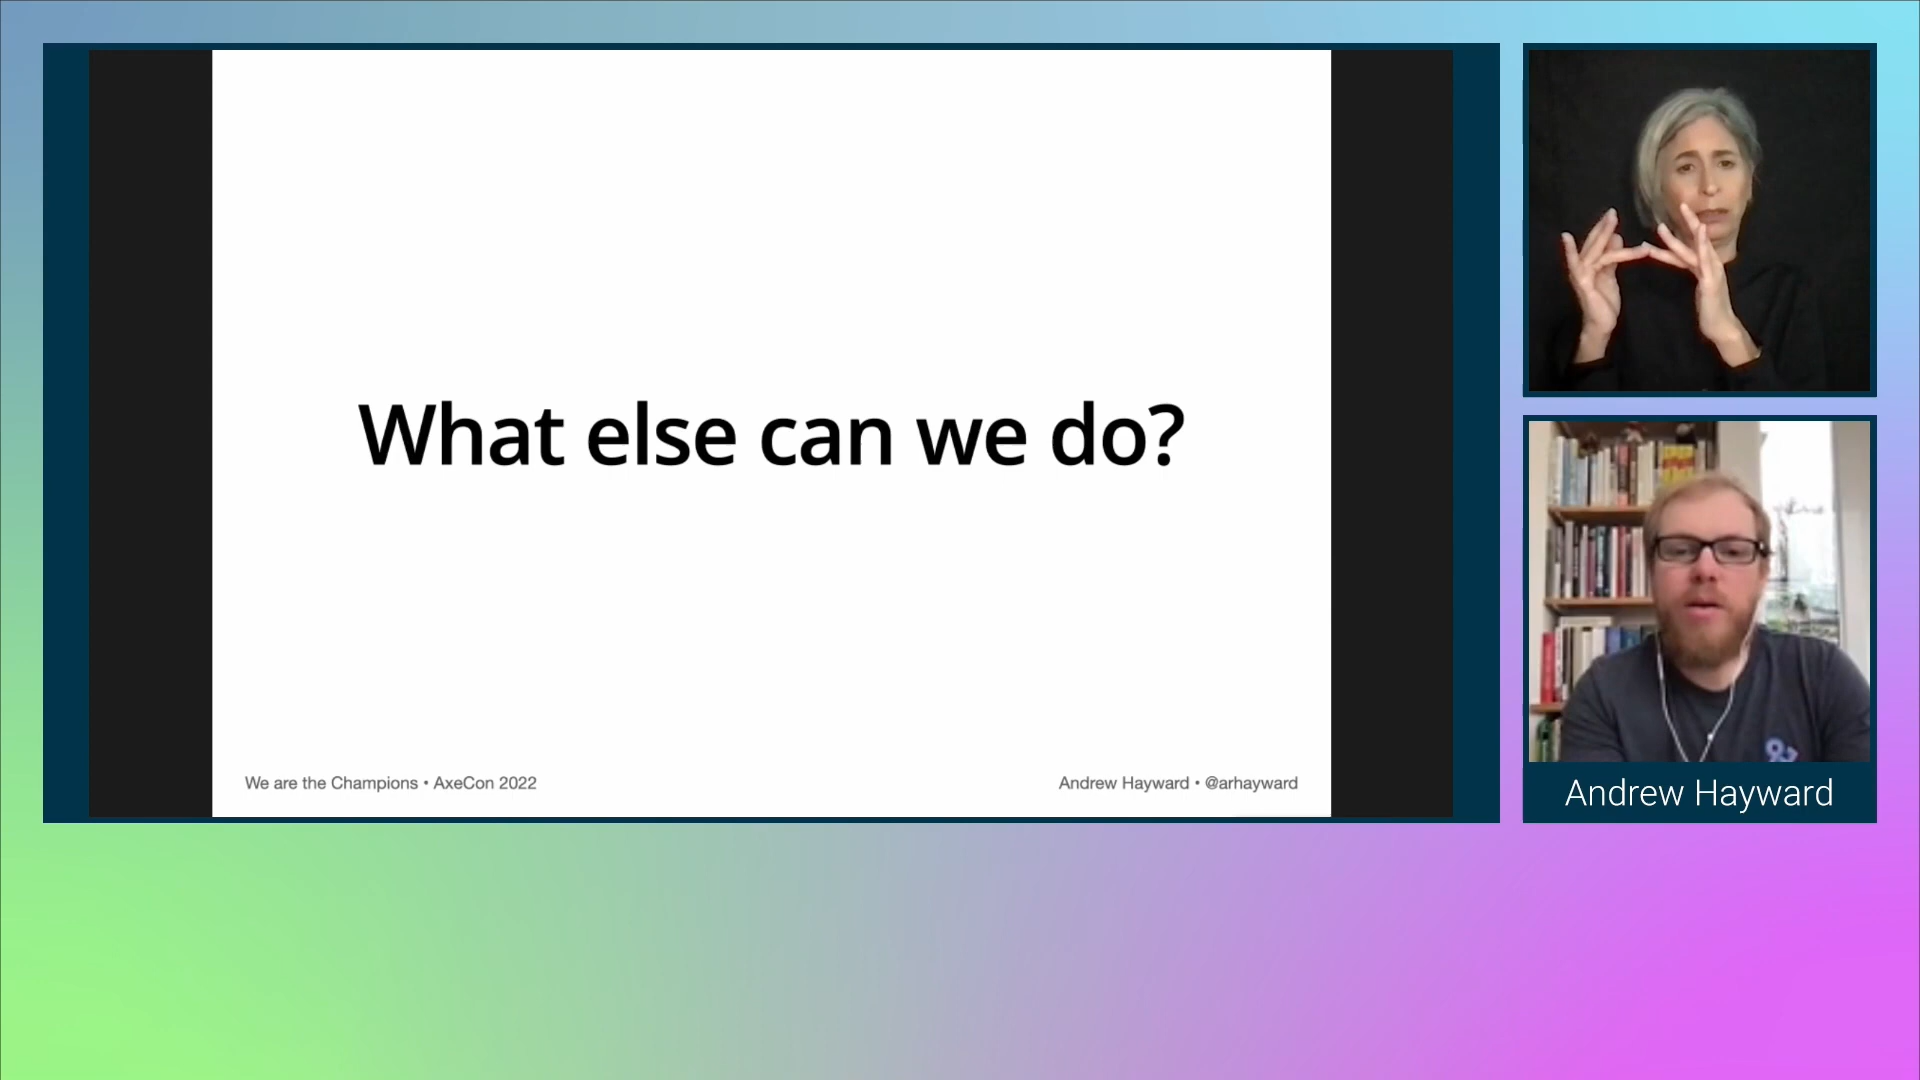 What else can we do?
We are the Champions • AxeCon 2022
Andrew Hayward • @arhayward
Andrew Hayward